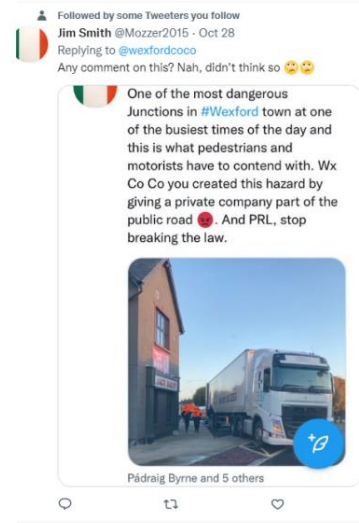 Followed by some Tweeters you follow
Jim Smith @Mozzer2015 · Oct 28
Replying to @wexfordcoco
Any comment on this? Nah, didn't think so 🙄🙄
One of the most dangerous
Junctions in #Wexford town at one
of the busiest times of the day and
this is what pedestrians and
motorists have to contend with. Wx
Co Co you created this hazard by
giving a private company part of the
public road 😡. And PRL, stop
breaking the law.
Pádraig Byrne and 5 others